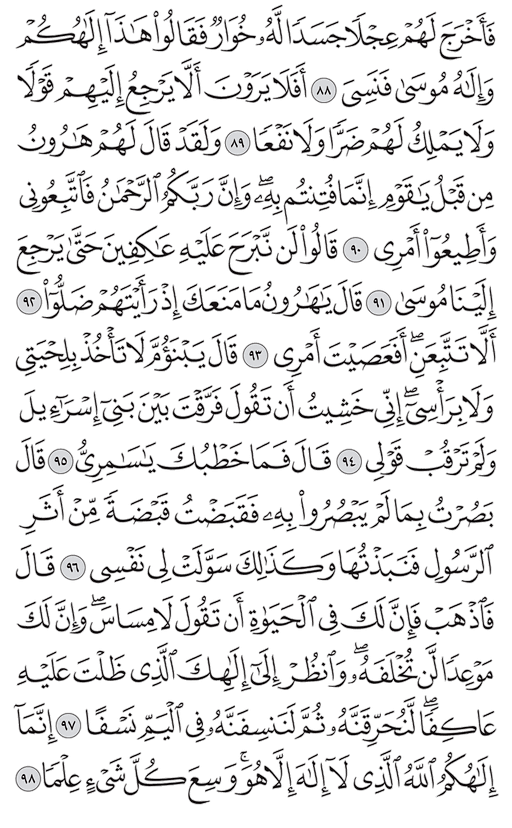 فَأَخْرَجَ لَهُمْ عِجْلًا جَسَدًا لَّهُۥ خُوَارٌ فَقَالُوا۟ هَٰذَآ إِلَٰهُكُمْ
وَإِلَٰهُ مُوسَىٰ فَنَسِىَ ٨٨ أَفَلَا يَرَوْنَ أَلَّا يَرْجِعُ إِلَيْهِمْ قَوْلًا
وَلَا يَمْلِكُ لَهُمْ ضَرًّا وَلَا نَفْعًا ٨٩ وَلَقَدْ قَالَ لَهُمْ هَٰرُونُ
مِن قَبْلُ يَٰقَوْمِ إِنَّمَا فُتِنتُم بِهِۦۖ وَإِنَّ رَبَّكُمُ ٱلرَّحْمَٰنُ فَٱتَّبِعُونِى
وَأَطِيعُوٓا۟ أَمْرِى ٩٠ قَالُوا۟ لَن نَّبْرَحَ عَلَيْهِ عَٰكِفِينَ حَتَّىٰ يَرْجِعَ
إِلَيْنَا مُوسَىٰ ٩١ قَالَ يَٰهَٰرُونُ مَا مَنَعَكَ إِذْ رَأَيْتَهُمْ ضَلُّوٓا۟ ٩٢
أَلَّا تَتَّبِعَنِۖ أَفَعَصَيْتَ أَمْرِى ٩٣ قَالَ يَبْنَؤُمَّ لَا تَأْخُذْ بِلِحْيَتِى
وَلَا بِرَأْسِىٓۖ إِنِّى خَشِيتُ أَن تَقُولَ فَرَّقْتَ بَيْنَ بَنِىٓ إِسْرَٰٓءِيلَ
وَلَمْ تَرْقُبْ قَوْلِى ٩٤ قَالَ فَمَا خَطْبُكَ يَٰسَٰمِرِىُّ ٩٥ قَالَ
بَصُرْتُ بِمَا لَمْ يَبْصُرُوا۟ بِهِۦ فَقَبَضْتُ قَبْضَةً مِّنْ أَثَرِ
ٱلرَّسُولِ فَنَبَذْتُهَا وَكَذَٰلِكَ سَوَّلَتْ لِى نَفْسِى ٩٦ قَالَ
فَٱذْهَبْ فَإِنَّ لَكَ فِى ٱلْحَيَوٰةِ أَن تَقُولَ لَا مِسَاسَۖ وَإِنَّ لَكَ
مَوْعِدًا لَّن تُخْلَفَهُۥۖ وَٱنظُرْ إِلَىٰٓ إِلَٰهِكَ ٱلَّذِى ظَلْتَ عَلَيْهِ
عَاكِفًاۖ لَّنُحَرِّقَنَّهُۥ ثُمَّ لَنَنسِفَنَّهُۥ فِى ٱلْيَمِّ نَسْفًا ٩٧ إِنَّمَآ
إِلَٰهُكُمُ ٱللَّهُ ٱلَّذِى لَآ إِلَٰهَ إِلَّا هُوَۚ وَسِعَ كُلَّ شَىْءٍ عِلْمًا ٩٨